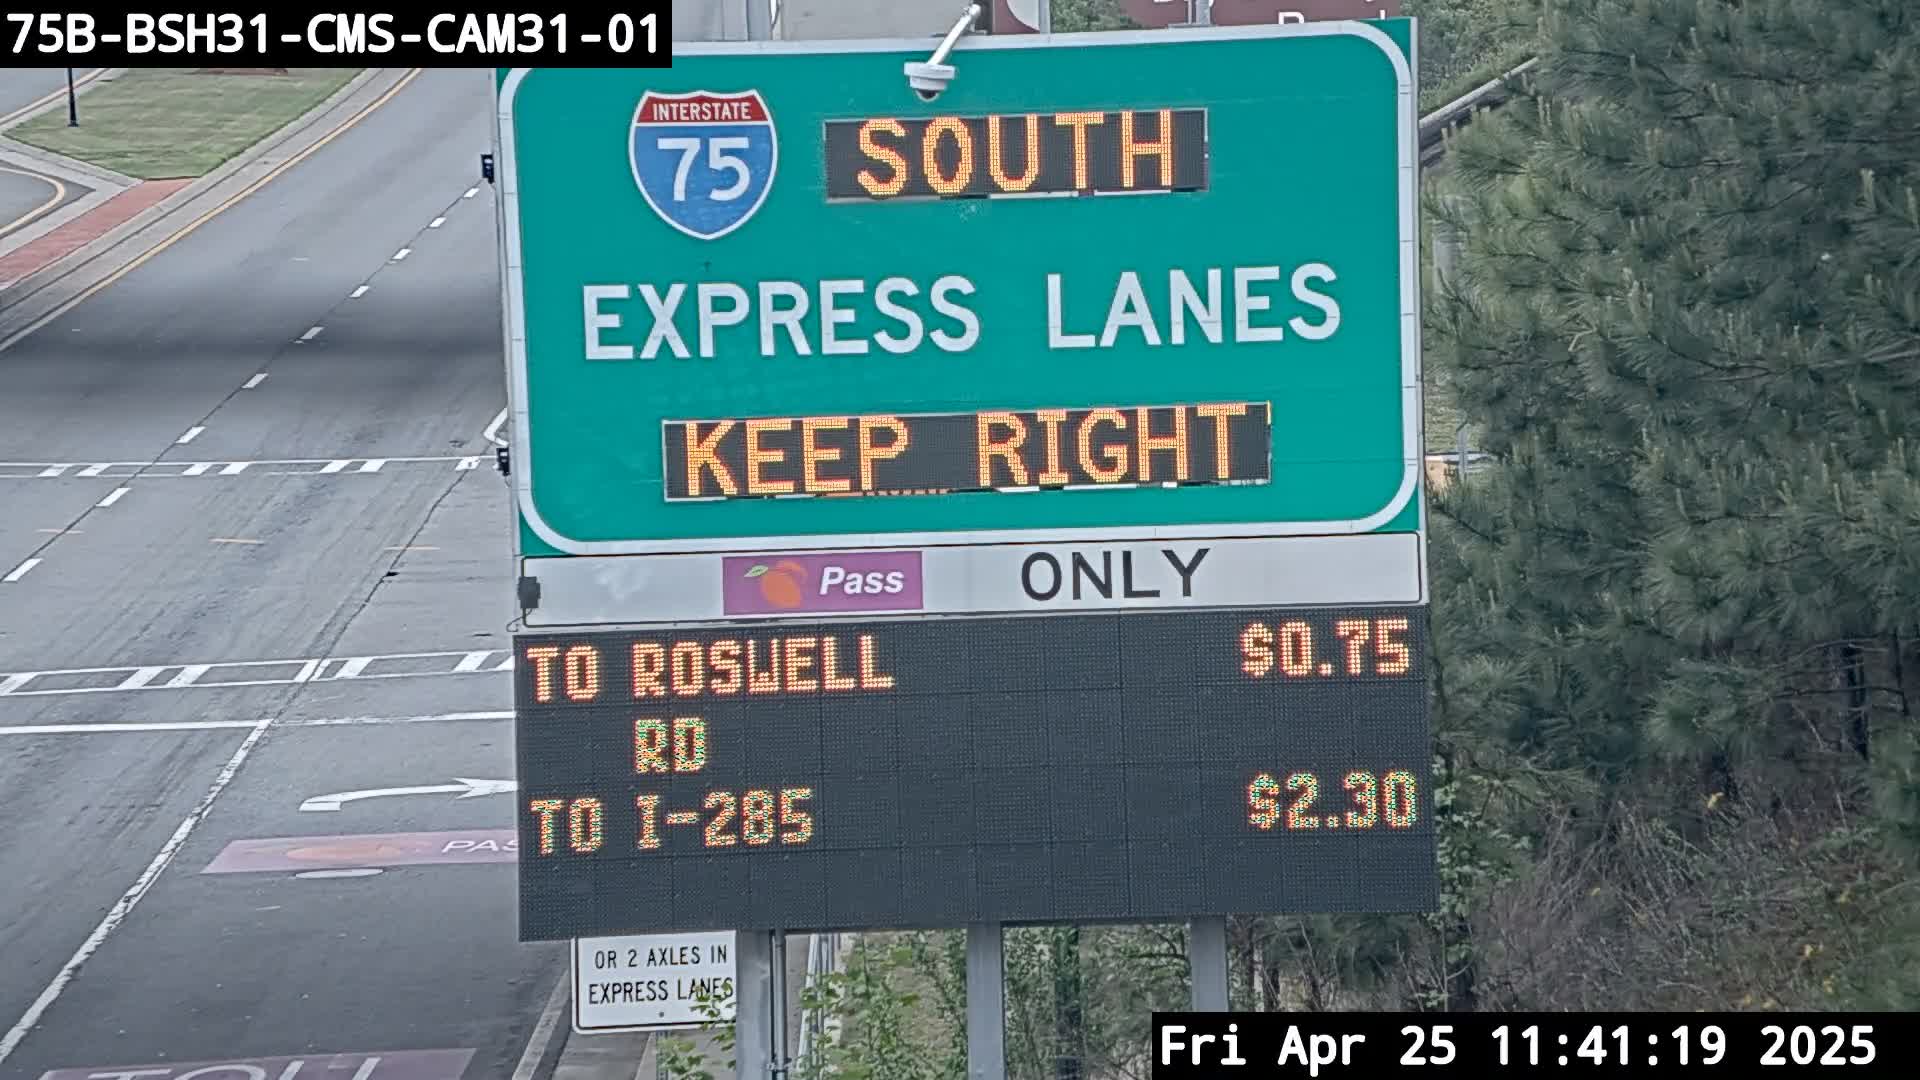 75B-BSH31-CMS-CAM31-01
INTERSTATE
75
SOUTH
EXPRESS LANES
KEEP RIGHT
Pass ONLY
TO ROSWELL $0.75
RD
TO I-285 $2.30
OR 2 AXLES IN
EXPRESS LANES
TOLL
Fri Apr 25 11:41:19 2025